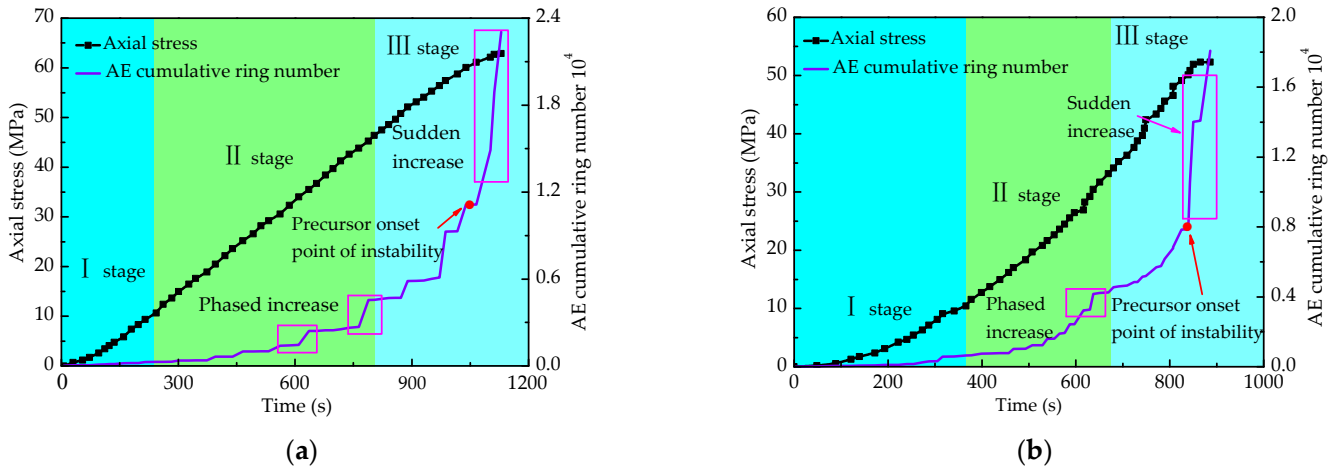 70
60
50
40
30
20
10
0
Axial stress (MPa)
Axial stress
AE cumulative ring number
Ⅲ stage
Ⅱ stage
Ⅰ stage
Sudden
increase
Precursor onset
point of instability
Phased increase
2.4
1.8
1.2
0.6
0.0
AE cumulative ring number 10^4
0
300
600
900
1200
Time (s)
(a)
60
50
40
30
20
10
0
Axial stress (MPa)
Axial stress
AE cumulative ring number
Ⅲ stage
Sudden
increase
Ⅱ stage
Ⅰ stage
Phased
increase
Precursor onset
point of instability
2.0
1.6
1.2
0.8
0.4
0.0
AE cumulative ring number 10^4
0
200
400
600
800
1000
Time (s)
(b)